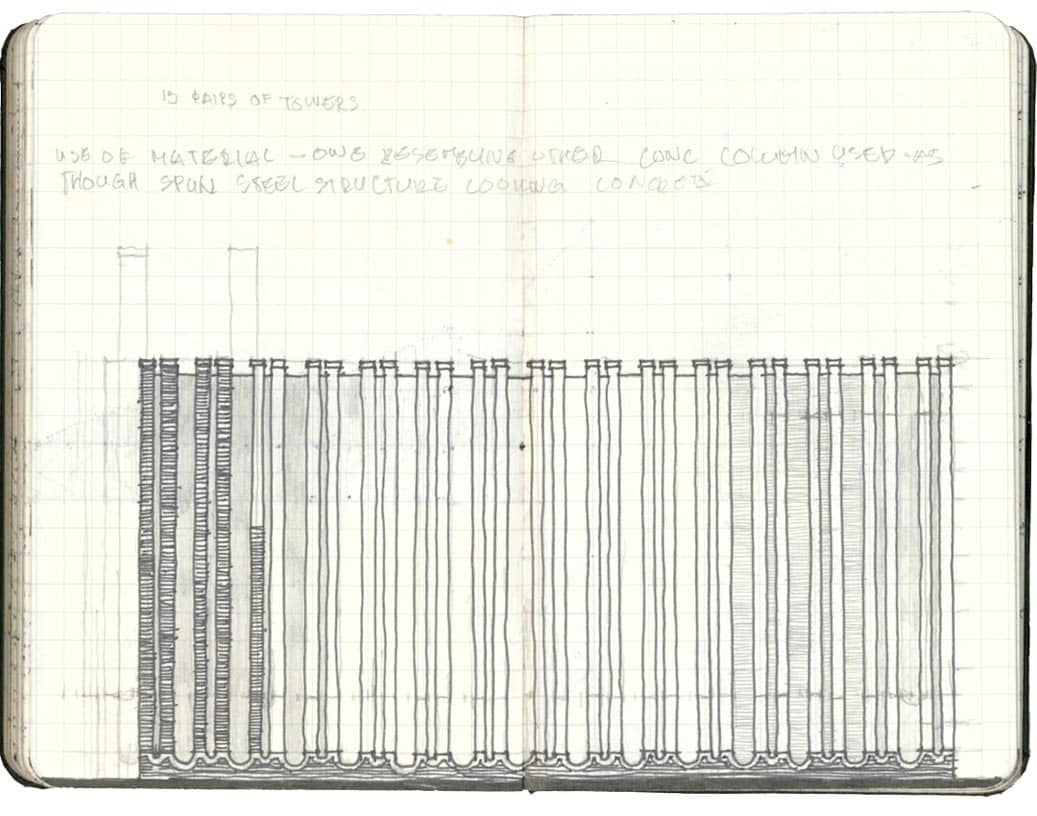 15 PAIRS OF TOWERS
USE OF MATERIAL – ONE RESEMBLING OTHER CONC COLUMN USED AS
THOUGH SPUN STEEL STRUCTURE LOOKING CONCRETE